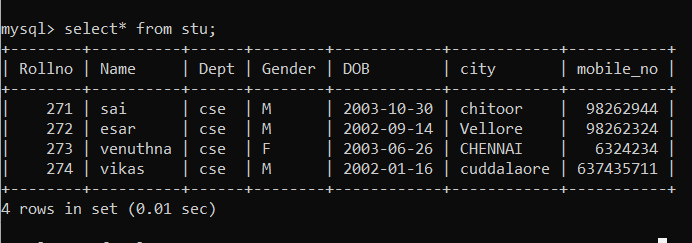 mysql> select* from stu;
+--------+----------+------+--------+------------+------------+-----------+
| Rollno | Name     | Dept | Gender | DOB        | city       | mobile_no |
+--------+----------+------+--------+------------+------------+-----------+
|    271 | sai      | cse  | M      | 2003-10-30 | chitoor    |  98262944 |
|    272 | esar     | cse  | M      | 2002-09-14 | Vellore    |  98262324 |
|    273 | venuthna | cse  | F      | 2003-06-26 | CHENNAI    |   6324234 |
|    274 | vikas    | cse  | M      | 2002-01-16 | cuddalaore | 637435711 |
+--------+----------+------+--------+------------+------------+-----------+
4 rows in set (0.01 sec)